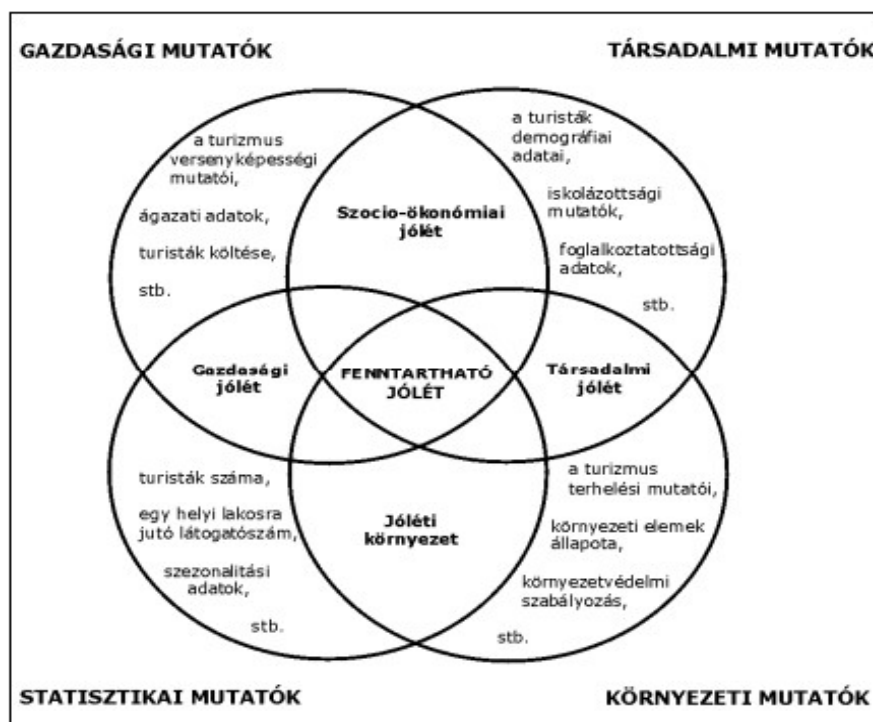 GAZDASÁGI MUTATÓK
TÁRSADALMI MUTATÓK
a turizmus
versenyképességi
mutatói,
ágazati adatok,
turisták költése,
stb.
Szocio-ökonómiai
jólét
a turisták
demográfiai
adatai,
iskolázottsági
mutatók,
foglalkoztatottsági
adatok,
stb.
Gazdasági
jólét
FENNTARTHATÓ
JÓLÉT
Társadalmi
jólét
turisták száma,
egy helyi lakosra
jutó látogatószám,
szezonalitási
adatok,
stb.
Jóléti
környezet
a turizmus
terhelési mutatói,
környezeti elemek
állapota,
környezetvédelmi
szabályozás,
stb.
STATISZTIKAI MUTATÓK
KÖRNYEZETI MUTATÓK